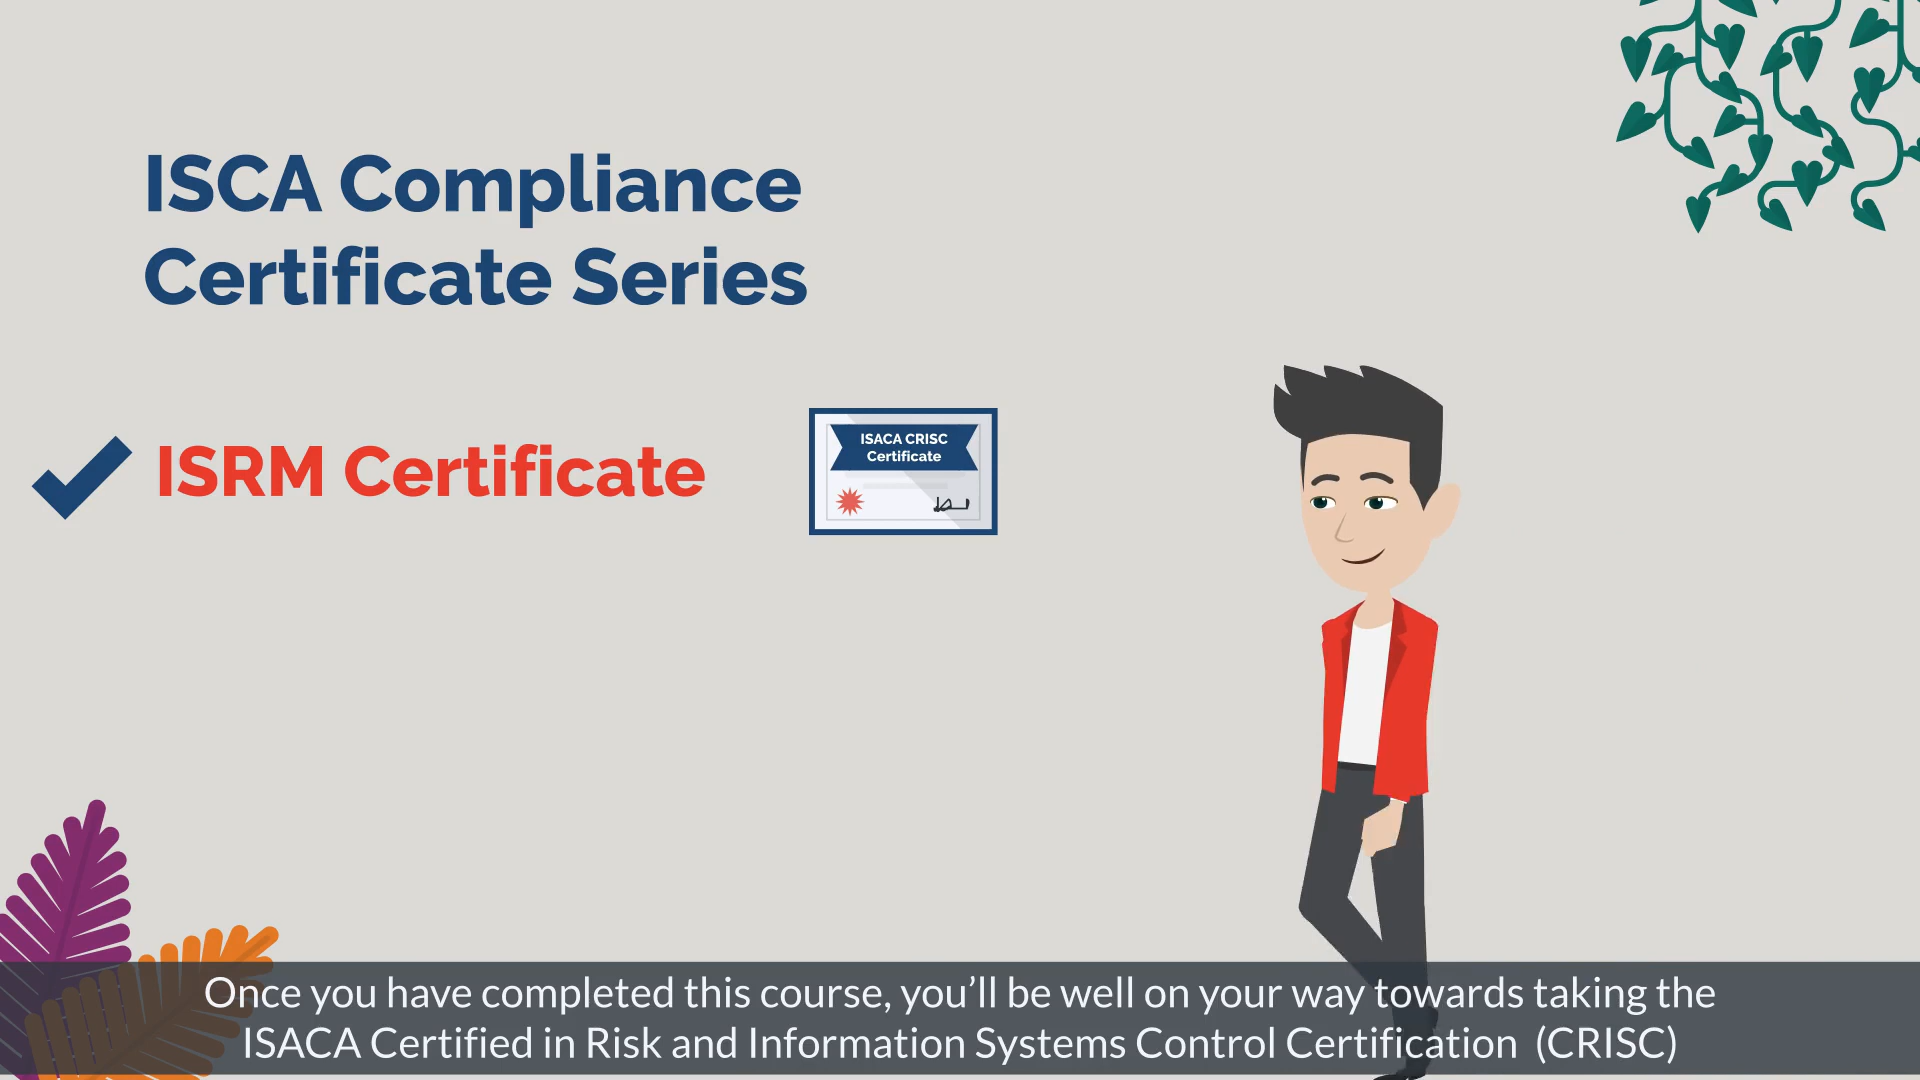 ISCA Compliance
Certificate Series
ISRM Certificate
ISACA CRISC
Certificate
Once you have completed this course, you’ll be well on your way towards taking the
ISACA Certified in Risk and Information Systems Control Certification (CRISC)